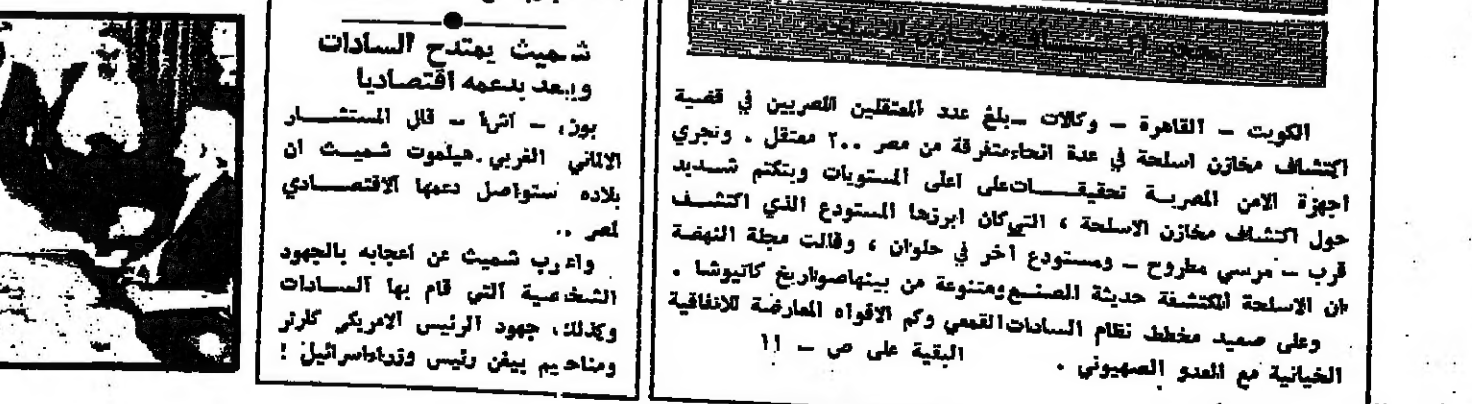 الكويت - القاهرة - وكالات - بلغ عدد المعتقلين المصريين في قضية
اكتشاف مخازن اسلحة في عدة انحاء متفرقة من مصر ٢٠٠ معتقل . وتجري
اجهزة الامن المصرية تحقيقات على اعلى المستويات وبتكتم شديد
حول اكتشاف مخازن الاسلحة ، التي كان ابرزها المستودع الذي اكتشف
قرب - مرسي مطروح - ومستودع آخر في حلوان ، وقالت مجلة النهضة
ان الاسلحة المكتشفة حديثة الصنع ومتنوعة من بينها صواريخ كاتيوشا .
وعلى صعيد مخطط نظام السادات القمعي وكم الافواه المعارضة للاتفاقية
الخيانية مع العدو الصهيوني .
البقية على ص - ١١
شميث يمتدح السادات
ويعد بدعمه اقتصاديا
بون - اش ا - قال المستشار
الالماني الغربي هيلموت شميث ان
بلاده ستواصل دعمها الاقتصادي
لمصر ..
واعرب شميث عن اعجابه بالجهود
الشخصية التي قام بها السادات
وكذلك جهود الرئيس الامريكي كارتر
ومناحيم بيغن رئيس وزراء اسرائيل !